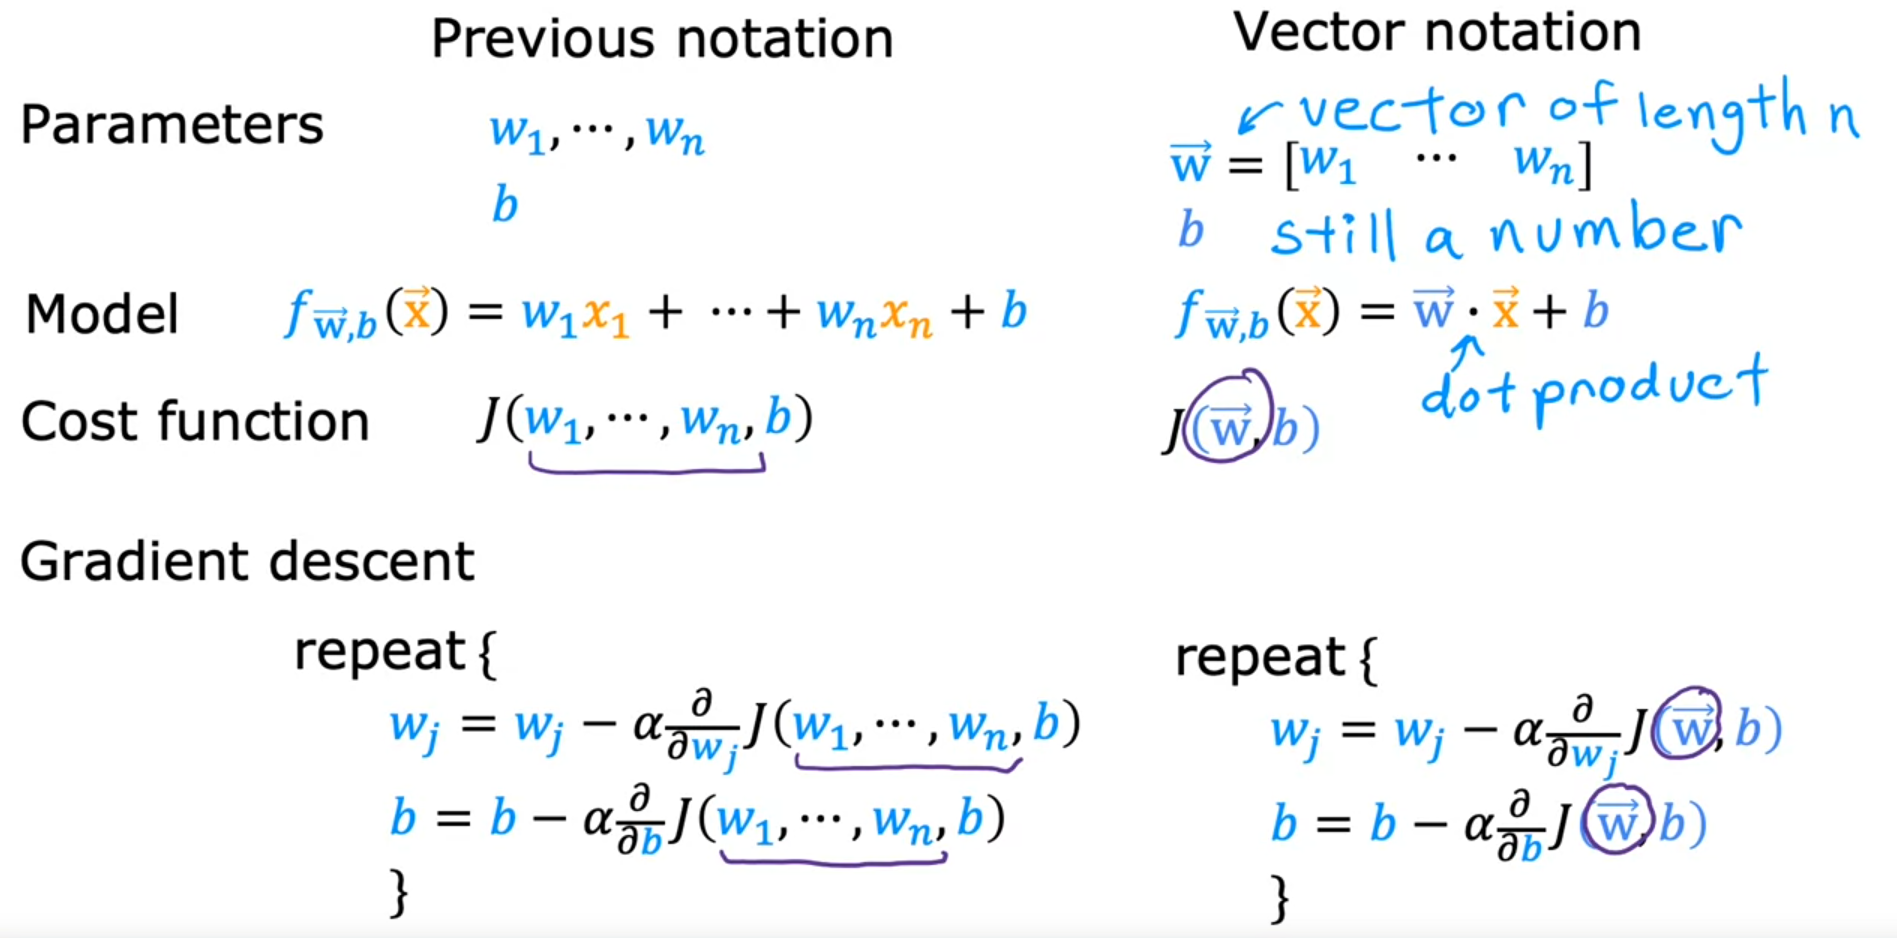 Previous notation
Vector notation
Parameters
w₁, ⋯ , wₙ
b
vector of length n
w⃗ = [w₁ ⋯ wₙ]
b still a number
Model
f_w⃗,b(x⃗) = w₁x₁ + ⋯ + wₙxₙ + b
f_w⃗,b(x⃗) = w⃗ · x⃗ + b
dot product
Cost function
J(w₁, ⋯ , wₙ, b)
J(w⃗, b)
Gradient descent
repeat {
wⱼ = wⱼ − α ∂/∂wⱼ J(w₁, ⋯ , wₙ, b)
b = b − α ∂/∂b J(w₁, ⋯ , wₙ, b)
}
repeat {
wⱼ = wⱼ − α ∂/∂wⱼ J(w⃗, b)
b = b − α ∂/∂b J(w⃗, b)
}